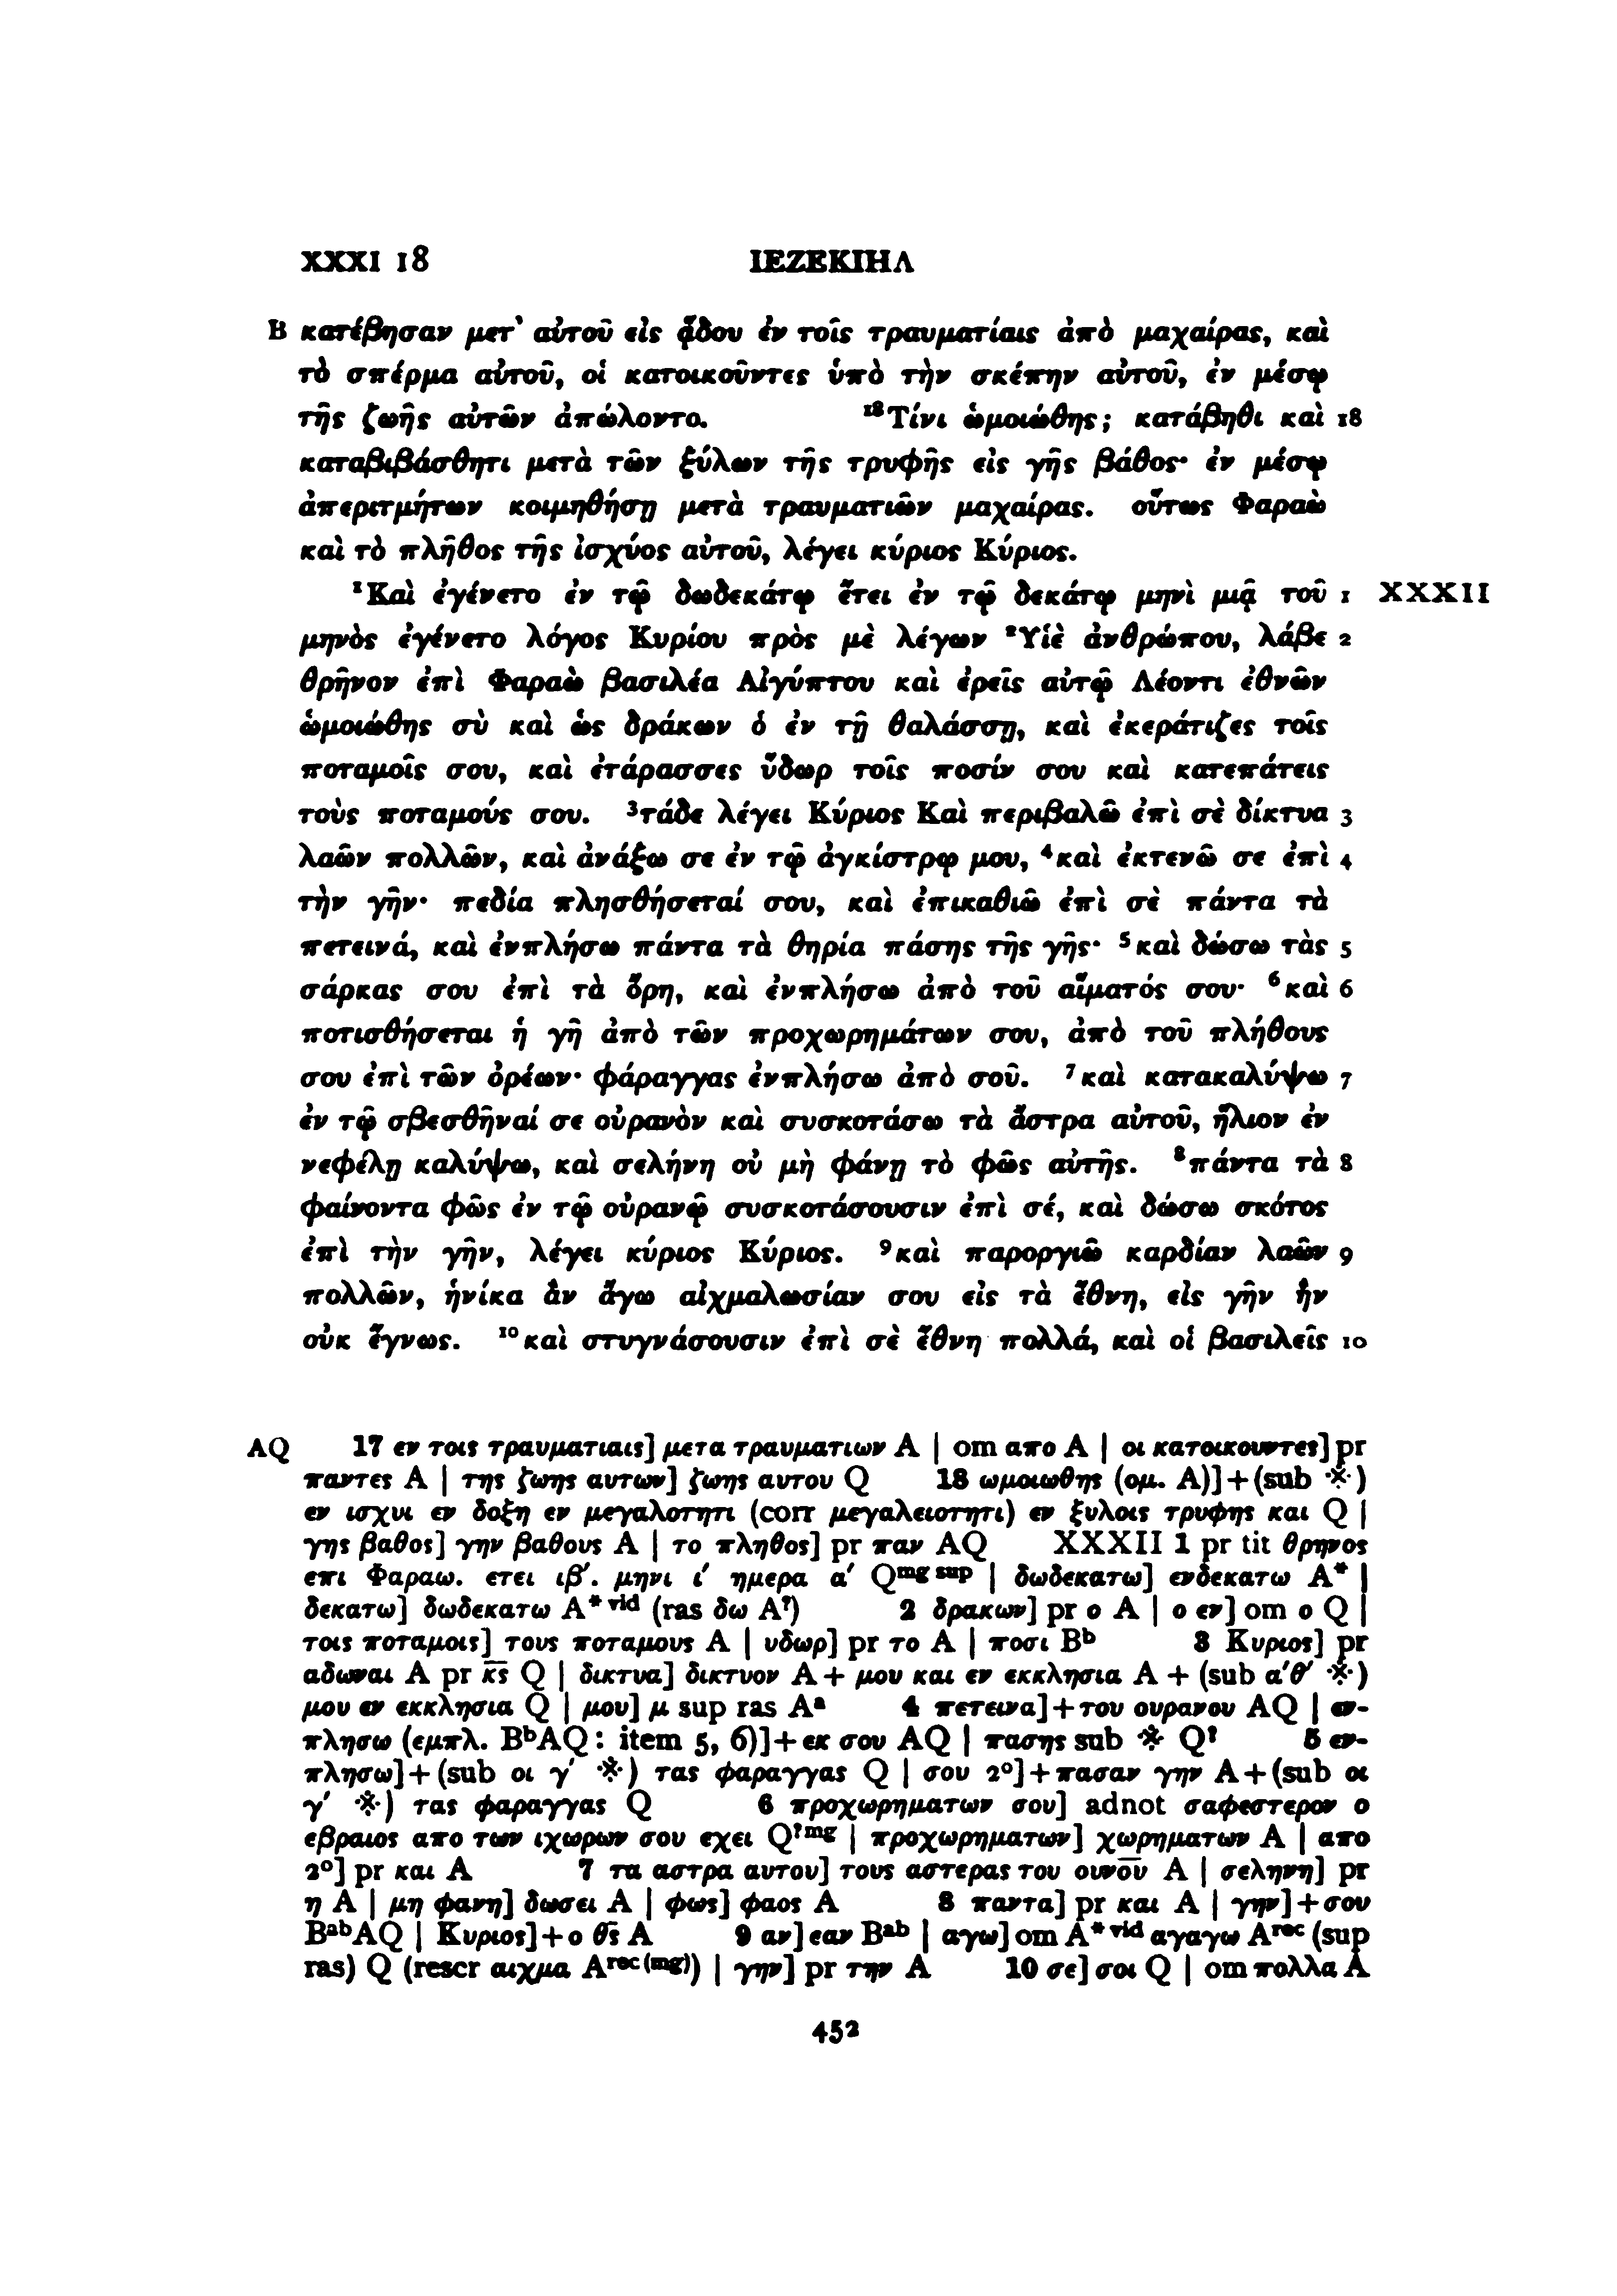 XXXI 18 ΙΕΖΕΚΙΗΛ
B κατέβησαν μετ᾽ αὐτοῦ εἰς ᾅδου ἐν τοῖς τραυματίαις ἀπὸ μαχαίρας, καὶ
τὸ σπέρμα αὐτοῦ, οἱ κατοικοῦντες ὑπὸ τὴν σκέπην αὐτοῦ, ἐν μέσῳ
τῆς ζωῆς αὐτῶν ἀπώλοντο. ¹⁸Τίνι ὡμοιώθης; κατάβηθι καὶ 18
καταβιβάσθητι μετὰ τῶν ξύλων τῆς τρυφῆς εἰς γῆς βάθος· ἐν μέσῳ
ἀπεριτμήτων κοιμηθήσῃ μετὰ τραυματιῶν μαχαίρας. οὕτως Φαραὼ
καὶ τὸ πλῆθος τῆς ἰσχύος αὐτοῦ, λέγει κύριος Κύριος.
¹Καὶ ἐγένετο ἐν τῷ δωδεκάτῳ ἔτει ἐν τῷ δεκάτῳ μηνὶ μιᾷ τοῦ 1 XXXII
μηνὸς ἐγένετο λόγος Κυρίου πρὸς μὲ λέγων ²Υἱὲ ἀνθρώπου, λάβε 2
θρῆνον ἐπὶ Φαραὼ βασιλέα Αἰγύπτου καὶ ἐρεῖς αὐτῷ Λέοντι ἐθνῶν
ὡμοιώθης σὺ καὶ ὡς δράκων ὁ ἐν τῇ θαλάσσῃ, καὶ ἐκεράτιζες τοῖς
ποταμοῖς σου, καὶ ἐτάρασσες ὕδωρ τοῖς ποσίν σου καὶ κατεπάτεις
τοὺς ποταμούς σου. ³τάδε λέγει Κύριος Καὶ περιβαλῶ ἐπὶ σὲ δίκτυα 3
λαῶν πολλῶν, καὶ ἀνάξω σε ἐν τῷ ἀγκίστρῳ μου, ⁴καὶ ἐκτενῶ σε ἐπὶ 4
τὴν γῆν· πεδία πλησθήσεταί σου, καὶ ἐπικαθιῶ ἐπὶ σὲ πάντα τὰ
πετεινά, καὶ ἐνπλήσω πάντα τὰ θηρία πάσης τῆς γῆς· ⁵καὶ δώσω τὰς 5
σάρκας σου ἐπὶ τὰ ὄρη, καὶ ἐνπλήσω ἀπὸ τοῦ αἵματός σου· ⁶καὶ 6
ποτισθήσεται ἡ γῆ ἀπὸ τῶν προχωρημάτων σου, ἀπὸ τοῦ πλήθους
σου ἐπὶ τῶν ὀρέων· φάραγγας ἐνπλήσω ἀπὸ σοῦ. ⁷καὶ κατακαλύψω 7
ἐν τῷ σβεσθῆναί σε οὐρανὸν καὶ συσκοτάσω τὰ ἄστρα αὐτοῦ, ἥλιον ἐν
νεφέλῃ καλύψω, καὶ σελήνη οὐ μὴ φάνῃ τὸ φῶς αὐτῆς. ⁸πάντα τὰ 8
φαίνοντα φῶς ἐν τῷ οὐρανῷ συσκοτάσουσιν ἐπὶ σέ, καὶ δώσω σκότος
ἐπὶ τὴν γῆν, λέγει κύριος Κύριος. ⁹καὶ παροργιῶ καρδίαν λαῶν 9
πολλῶν, ἡνίκα ἂν ἄγω αἰχμαλωσίαν σου εἰς τὰ ἔθνη, εἰς γῆν ἣν
οὐκ ἔγνως. ¹⁰καὶ στυγνάσουσιν ἐπὶ σὲ ἔθνη πολλά, καὶ οἱ βασιλεῖς 10
AQ 17 εν τοις τραυματιαις] μετα τραυματιων A | om απο A | οι κατοικουντες] pr
παντες A | της ζωης αυτων] ζωης αυτου Q 18 ωμοιωθης (ομ. A)]+(sub ※)
εν ισχυι εν δοξη εν μεγαλοτητι (corr μεγαλειοτητι) εν ξυλοις τρυφης και Q |
γης βαθος] γην βαθους A | το πληθος] pr παν AQ XXXII 1 pr tit θρηνος
επι Φαραω. ετει ιβ′. μηνι ι′ ημερα α′ Qᵐᵍ ˢᵘᵖ | δωδεκατω] ενδεκατω A* |
δεκατω] δωδεκατω A*ᵛⁱᵈ (ras δω A?) 2 δρακων] pr ο A | ο εν] om ο Q |
τοις ποταμοις] τους ποταμους A | υδωρ] pr το A | ποσι Bᵇ 3 Κυριος] pr
αδωναι A pr κ̅ς̅ Q | δικτυα] δικτυον A + μου και εν εκκλησια A + (sub α′θ′ ※)
μου εν εκκλησια Q | μου] μ sup ras Aᵃ 4 πετεινα]+του ουρανου AQ | εν-
πλησω (εμπλ. BᵇAQ: item 5, 6)]+εκ σου AQ | πασης sub ※ Q? 5 εν-
πλησω]+(sub οι γ′ ※) τας φαραγγας Q | σου 2º]+πασαν γην A+(sub οι
γ′ ※) τας φαραγγας Q 6 προχωρηματων σου] adnot σαφεστερον ο
εβραιος απο των ιχωρων σου εχει Q?ᵐᵍ | προχωρηματων] χωρηματων A | απο
2º] pr και A 7 τα αστρα αυτου] τους αστερας του ουν̅ο̅υ̅ A | σεληνη] pr
η A | μη φανη] δωσει A | φως] φαος A 8 παντα] pr και A | γην]+σου
BᵃᵇAQ | Κυριος]+ο θ̅ς̅ A 9 αν] εαν Bᵃᵇ | αγω] om A*ᵛⁱᵈ αγαγω Aʳᵉᶜ (sup
ras) Q (rescr αιχμα Aʳᵉᶜ⁽ᵐᵍ⁾) | γην] pr την A 10 σε] σοι Q | om πολλα A
452